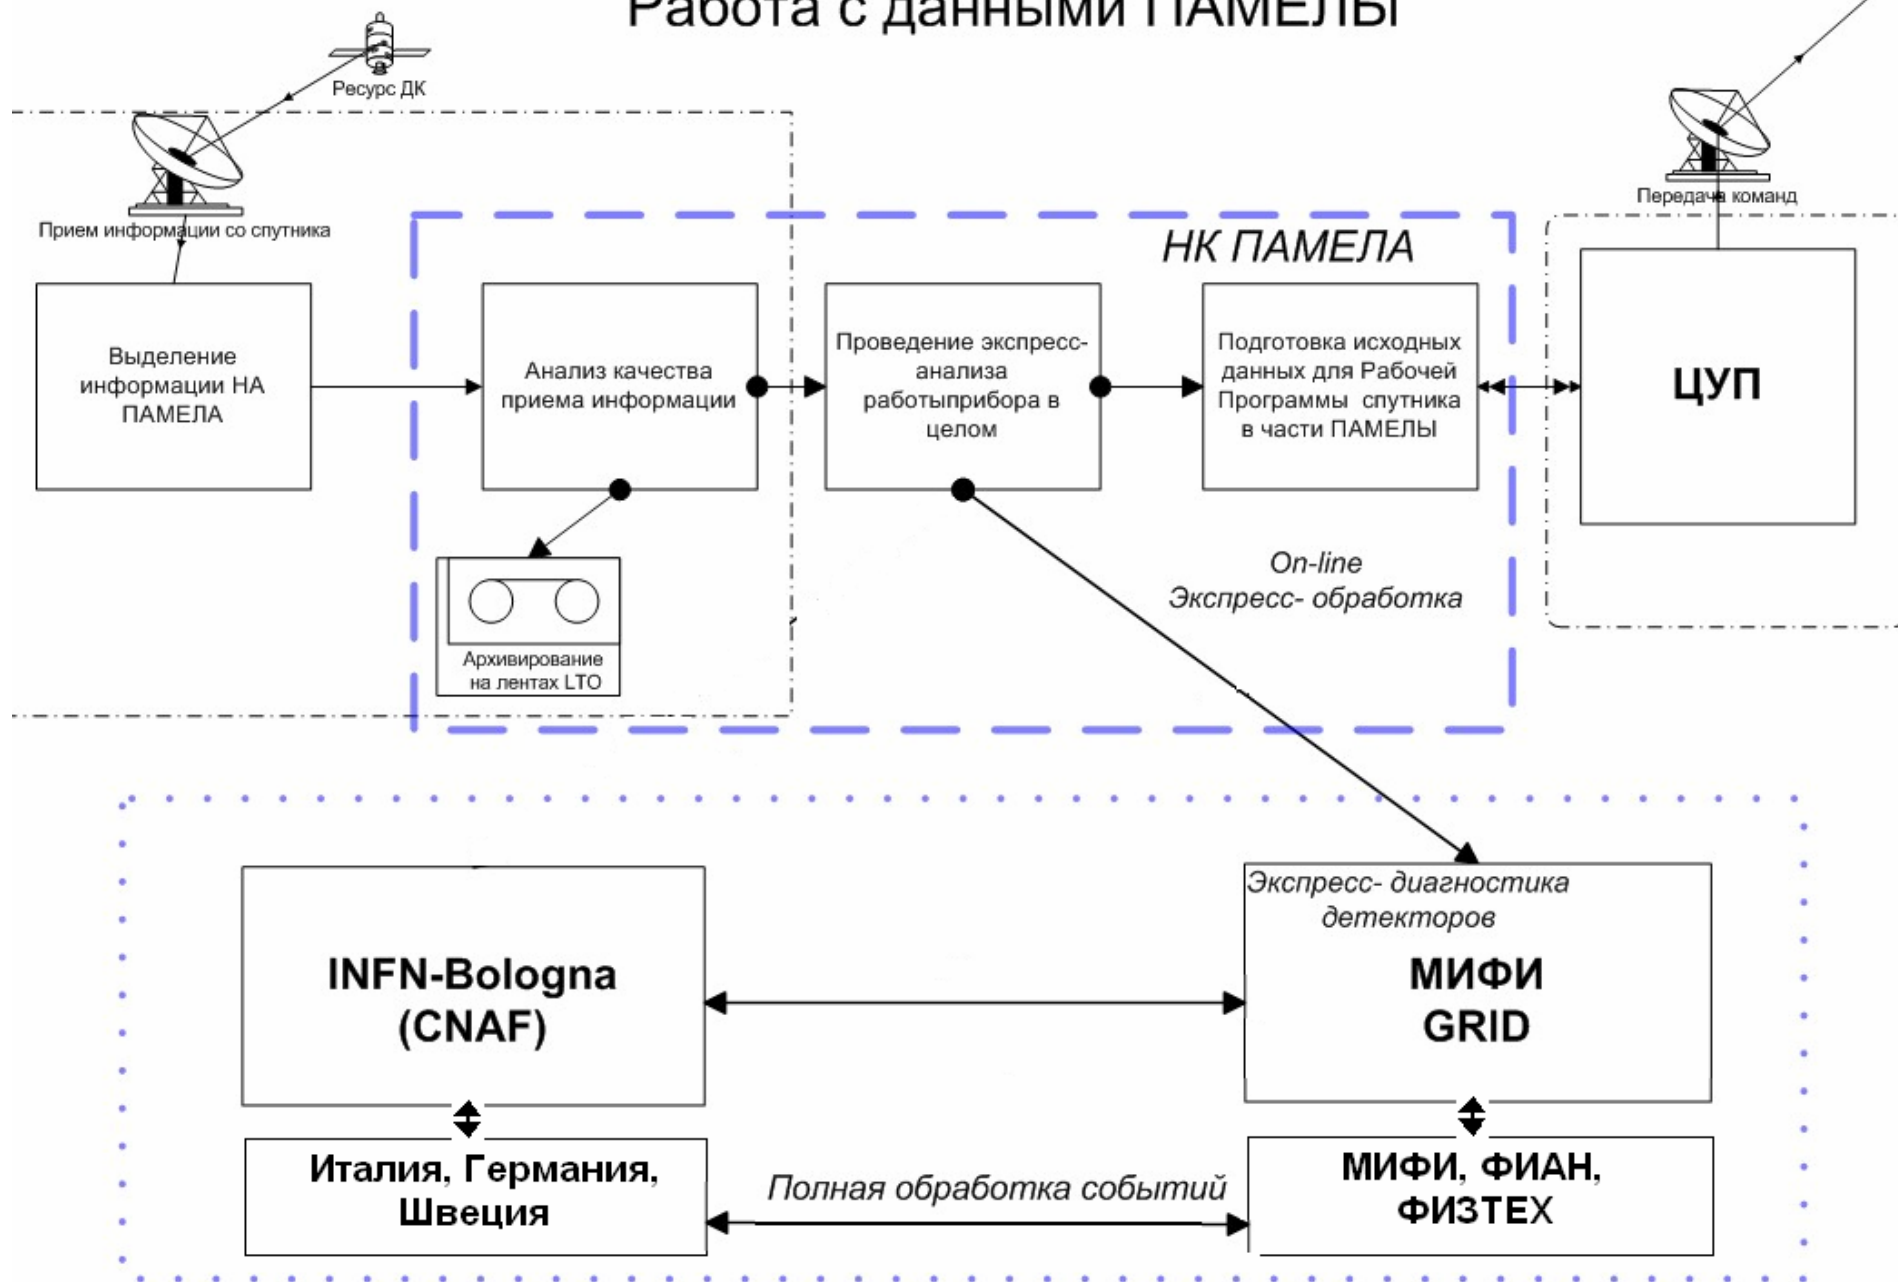 Работа с данными ПАМЕЛЫ
Ресурс ДК
Прием информации со спутника
Передача команд
НК ПАМЕЛА
Выделение
информации НА
ПАМЕЛА
Анализ качества
приема информации
Проведение экспресс-
анализа
работыприбора в
целом
Подготовка исходных
данных для Рабочей
Программы спутника
в части ПАМЕЛЫ
ЦУП
On-line
Экспресс- обработка
Архивирование
на лентах LTO
INFN-Bologna
(CNAF)
Экспресс- диагностика
детекторов
МИФИ
GRID
Италия, Германия,
Швеция
Полная обработка событий
МИФИ, ФИАН,
ФИЗТЕХ